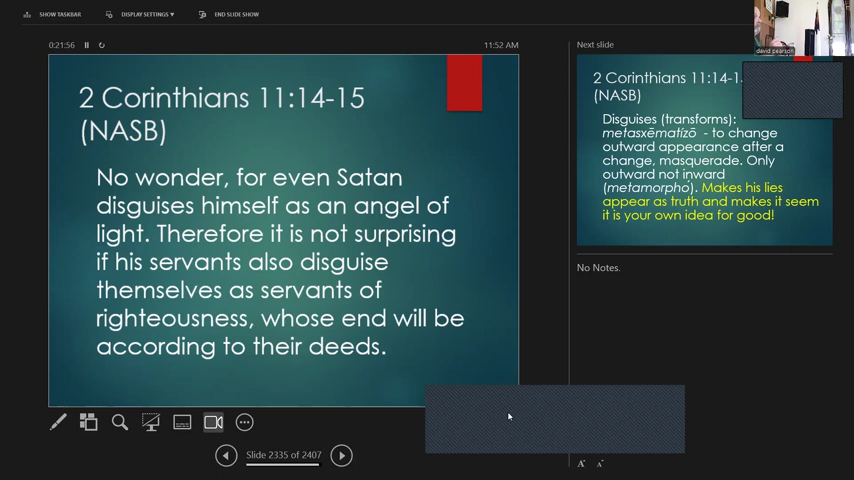 SHOW TASKBAR
DISPLAY SETTINGS ▾
END SLIDE SHOW
david pearson
0:21:56
11:52 AM
2 Corinthians 11:14-15
(NASB)
No wonder, for even Satan
disguises himself as an angel of
light. Therefore it is not surprising
if his servants also disguise
themselves as servants of
righteousness, whose end will be
according to their deeds.
Slide 2335 of 2407
Next slide
2 Corinthians
(NASB)
Disguises (transforms):
metasxēmatízō - to change
outward appearance after a
change, masquerade. Only
outward not inward
(metamorphó). Makes his lies
appear as truth and makes it seem
it is your own idea for good!
No Notes.
A A